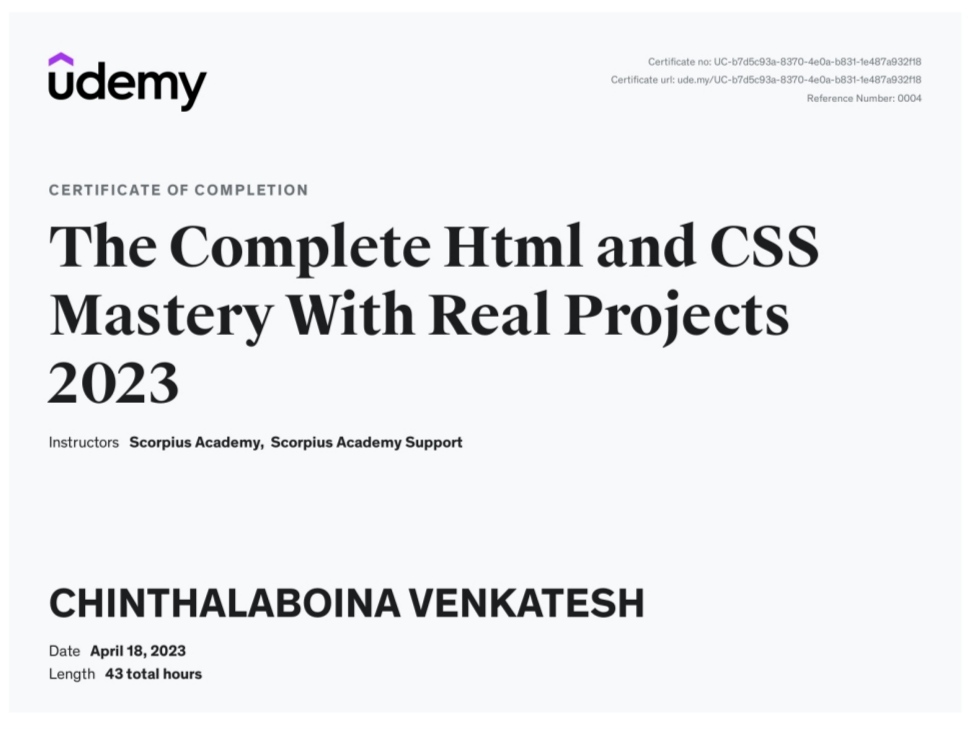 udemy
Certificate no: UC-b7d5c93a-8370-4e0a-b831-1e487a932f18
Certificate url: ude.my/UC-b7d5c93a-8370-4e0a-b831-1e487a932f18
Reference Number: 0004
CERTIFICATE OF COMPLETION
The Complete Html and CSS
Mastery With Real Projects
2023
Instructors Scorpius Academy, Scorpius Academy Support
CHINTHALABOINA VENKATESH
Date April 18, 2023
Length 43 total hours